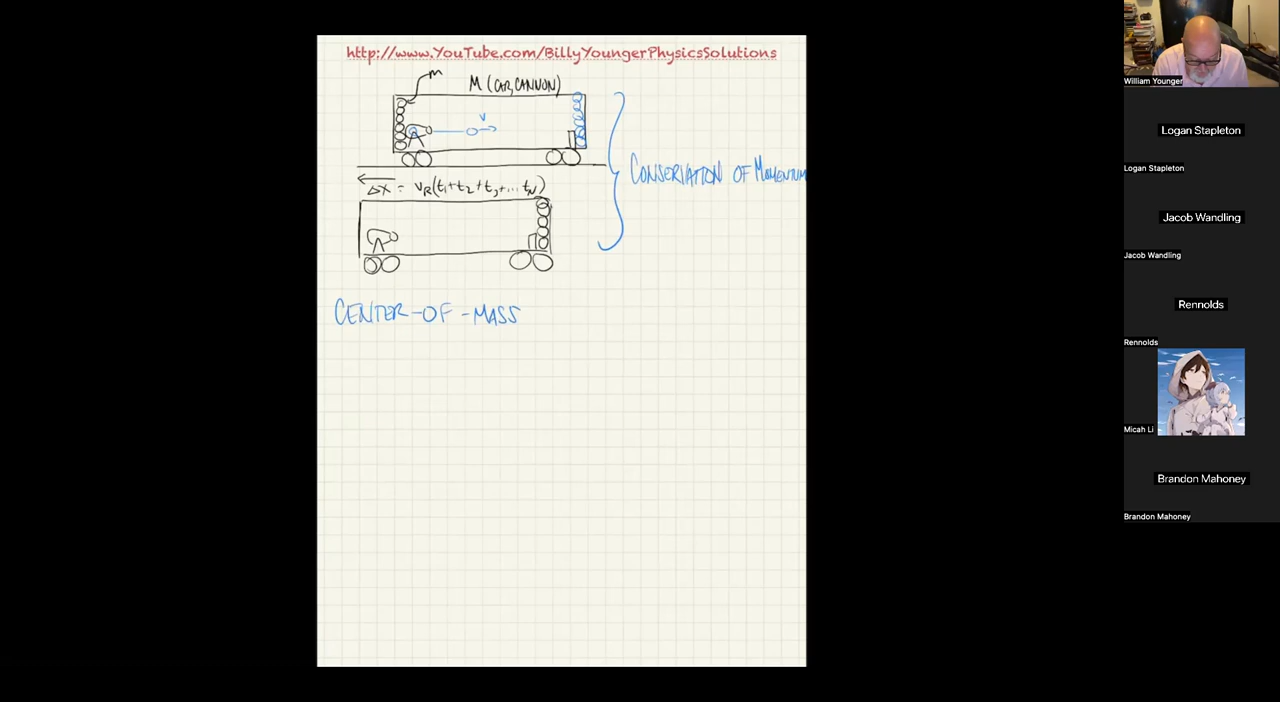 http://www.YouTube.com/BillyYoungerPhysicsSolutions
m
M (CAR, CANNON)
v
CONSERVATION OF MOMENTUM
Δx = vR(t1+t2+t3+...tN)
CENTER-OF-MASS
William Younger
Logan Stapleton
Logan Stapleton
Jacob Wandling
Jacob Wandling
Rennolds
Rennolds
Micah Li
Brandon Mahoney
Brandon Mahoney